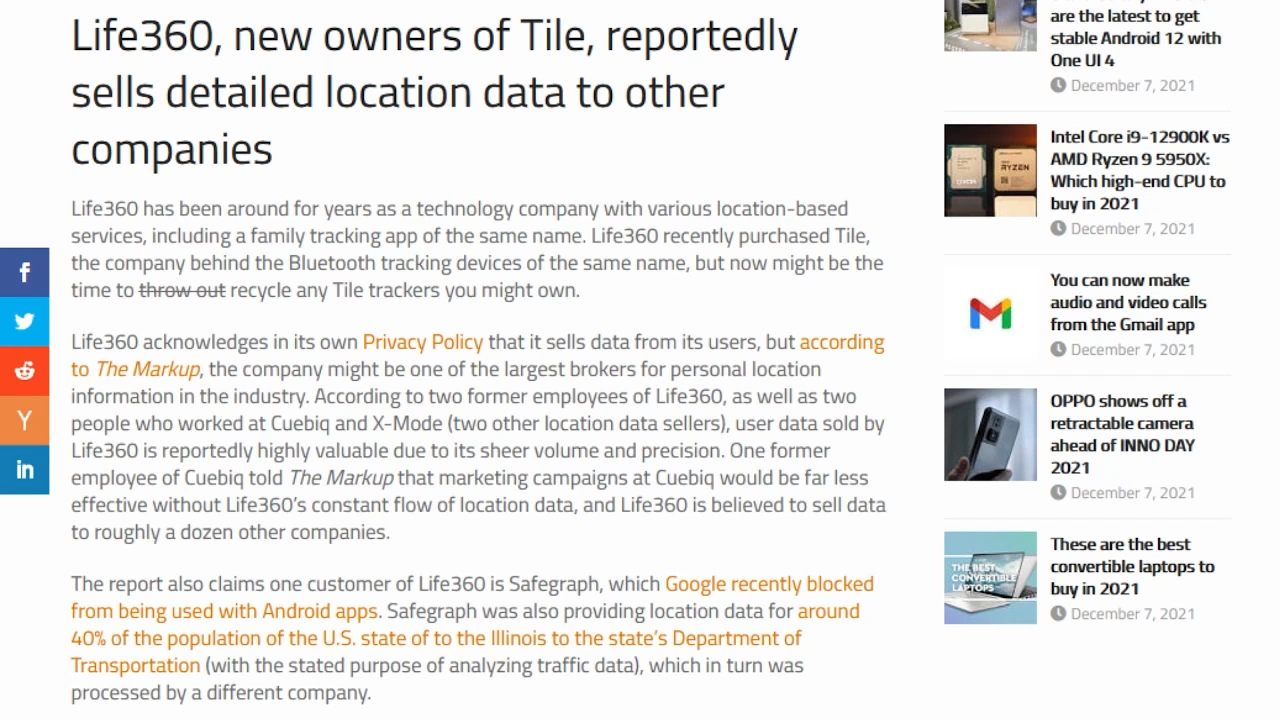 Life360, new owners of Tile, reportedly
sells detailed location data to other
companies
Life360 has been around for years as a technology company with various location-based
services, including a family tracking app of the same name. Life360 recently purchased Tile,
the company behind the Bluetooth tracking devices of the same name, but now might be the
time to throw out recycle any Tile trackers you might own.
Life360 acknowledges in its own Privacy Policy that it sells data from its users, but according
to The Markup, the company might be one of the largest brokers for personal location
information in the industry. According to two former employees of Life360, as well as two
people who worked at Cuebiq and X-Mode (two other location data sellers), user data sold by
Life360 is reportedly highly valuable due to its sheer volume and precision. One former
employee of Cuebiq told The Markup that marketing campaigns at Cuebiq would be far less
effective without Life360's constant flow of location data, and Life360 is believed to sell data
to roughly a dozen other companies.
The report also claims one customer of Life360 is Safegraph, which Google recently blocked
from being used with Android apps. Safegraph was also providing location data for around
40% of the population of the U.S. state of to the Illinois to the state's Department of
Transportation (with the stated purpose of analyzing traffic data), which in turn was
processed by a different company.
are the latest to get
stable Android 12 with
One UI 4
December 7, 2021
RYZEN
Intel Core i9-12900K vs
AMD Ryzen 9 5950X:
Which high-end CPU to
buy in 2021
December 7, 2021
You can now make
audio and video calls
from the Gmail app
December 7, 2021
OPPO shows off a
retractable camera
ahead of INNO DAY
2021
December 7, 2021
THE BEST
CONVERTIBLE
LAPTOPS
These are the best
convertible laptops to
buy in 2021
December 7, 2021